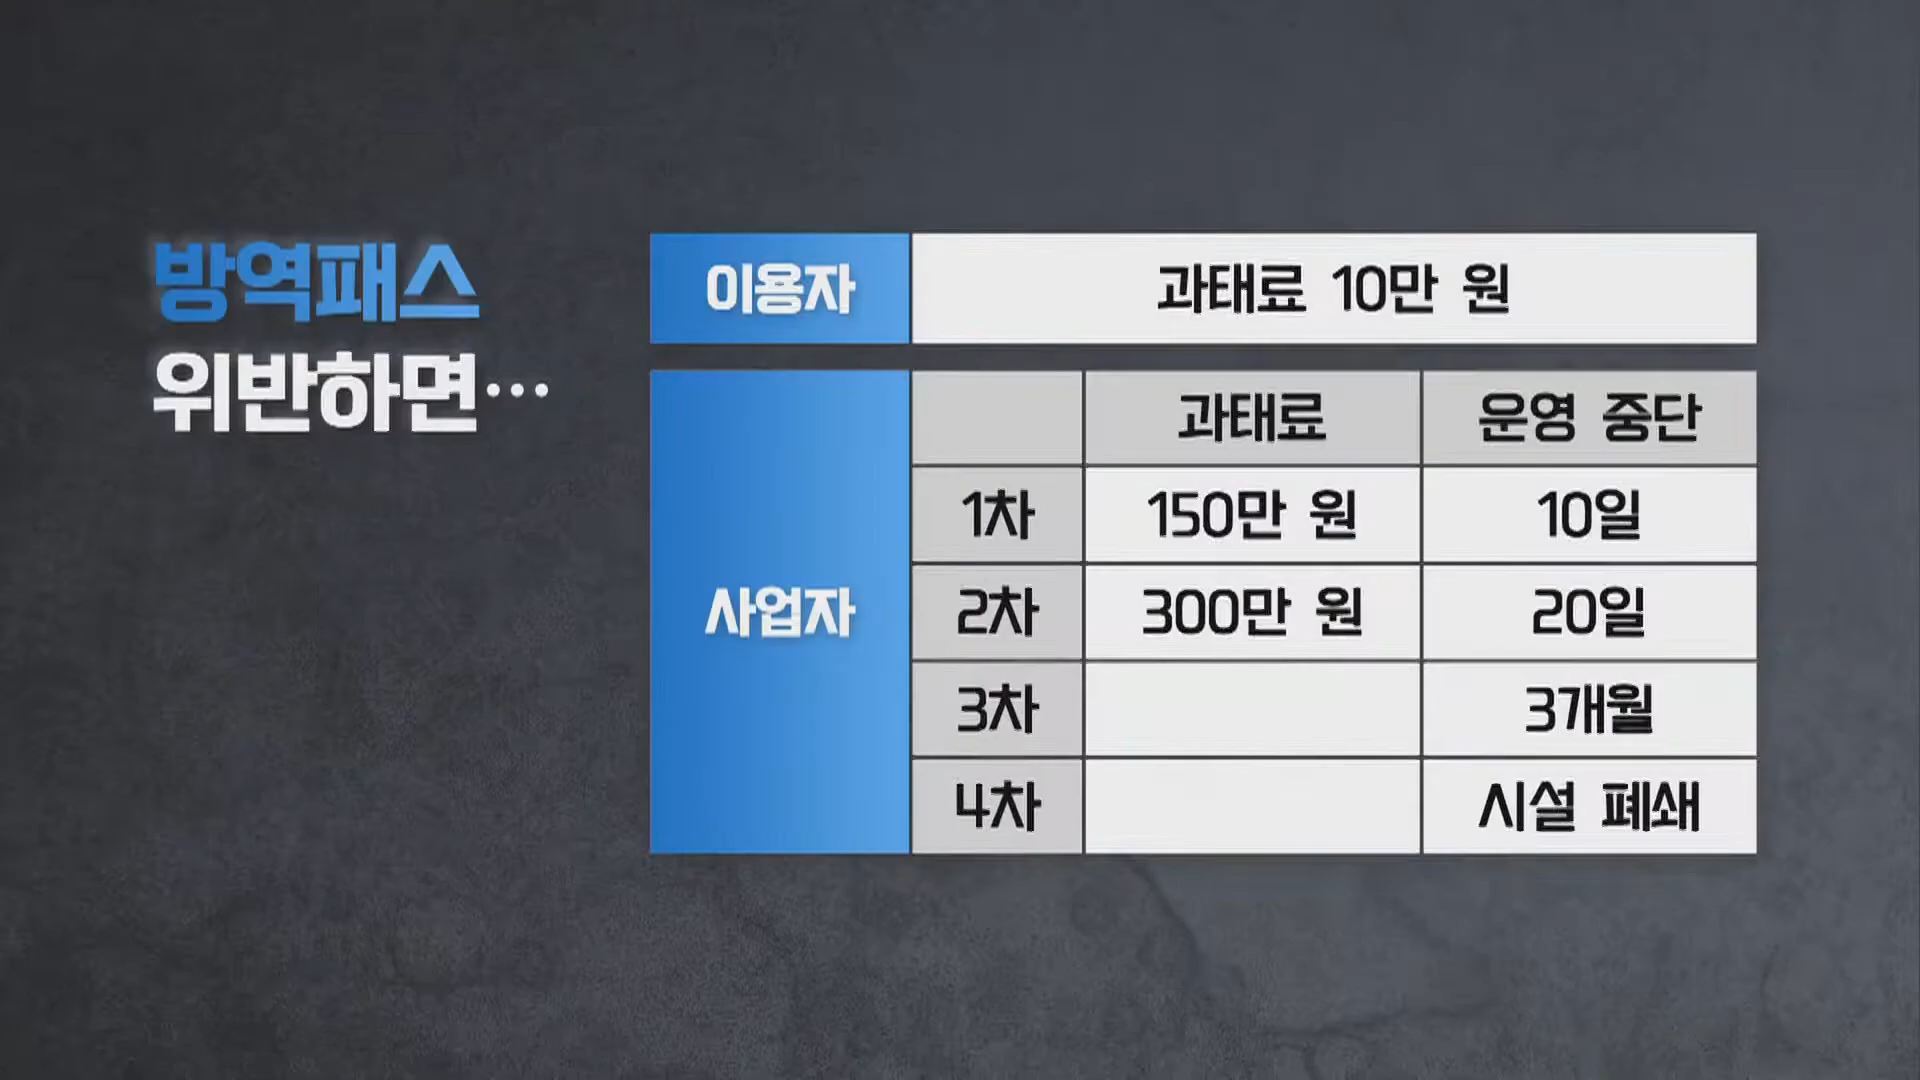 방역패스
위반하면…
이용자 과태료 10만 원
과태료 운영 중단
1차 150만 원 10일
사업자 2차 300만 원 20일
3차 3개월
4차 시설 폐쇄